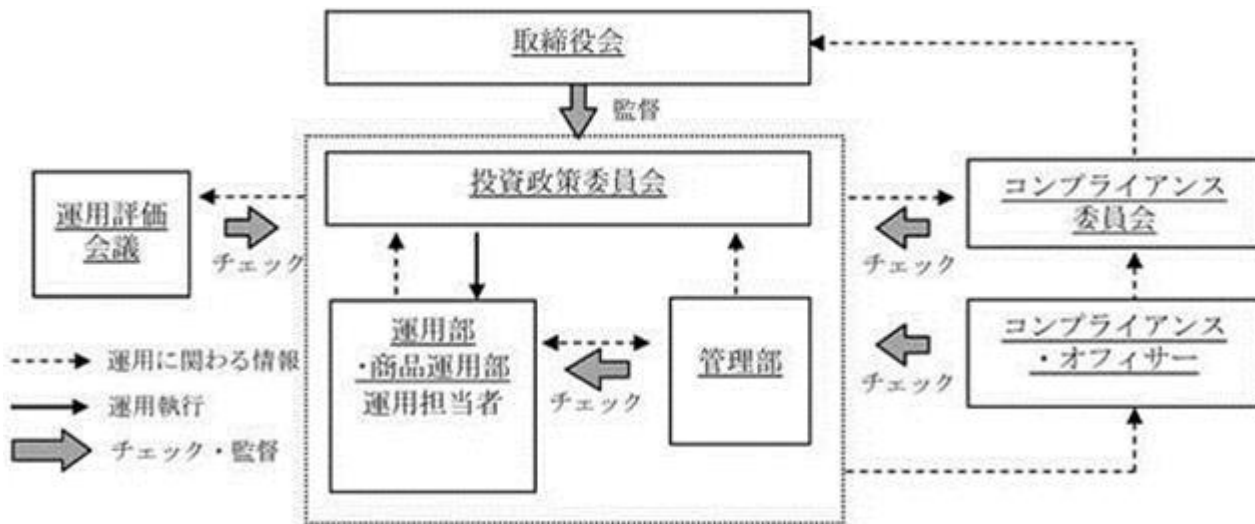 取締役会
監督
投資政策委員会
運用評価
会議
チェック
コンプライアンス
委員会
チェック
運用部
・商品運用部
運用担当者
チェック
管理部
コンプライアンス
・オフィサー
チェック
運用に関わる情報
運用執行
チェック・監督